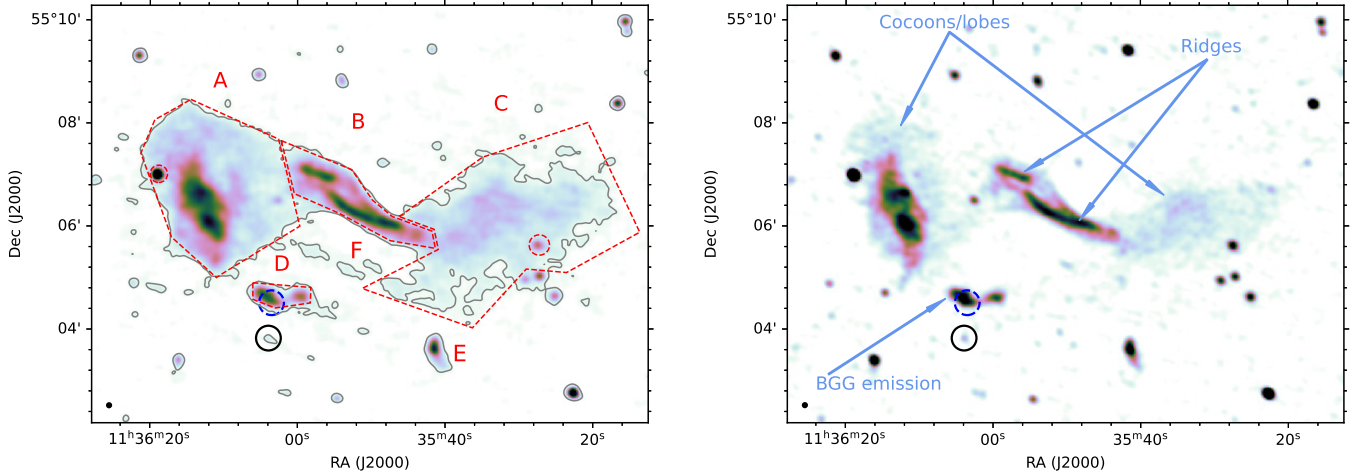 55°10'
08'
06'
04'
Dec (J2000)
A
B
C
D
E
F
11ʰ36ᵐ20ˢ
00ˢ
35ᵐ40ˢ
20ˢ
RA (J2000)
55°10'
08'
06'
04'
Dec (J2000)
Cocoons/lobes
Ridges
BGG emission
11ʰ36ᵐ20ˢ
00ˢ
35ᵐ40ˢ
20ˢ
RA (J2000)